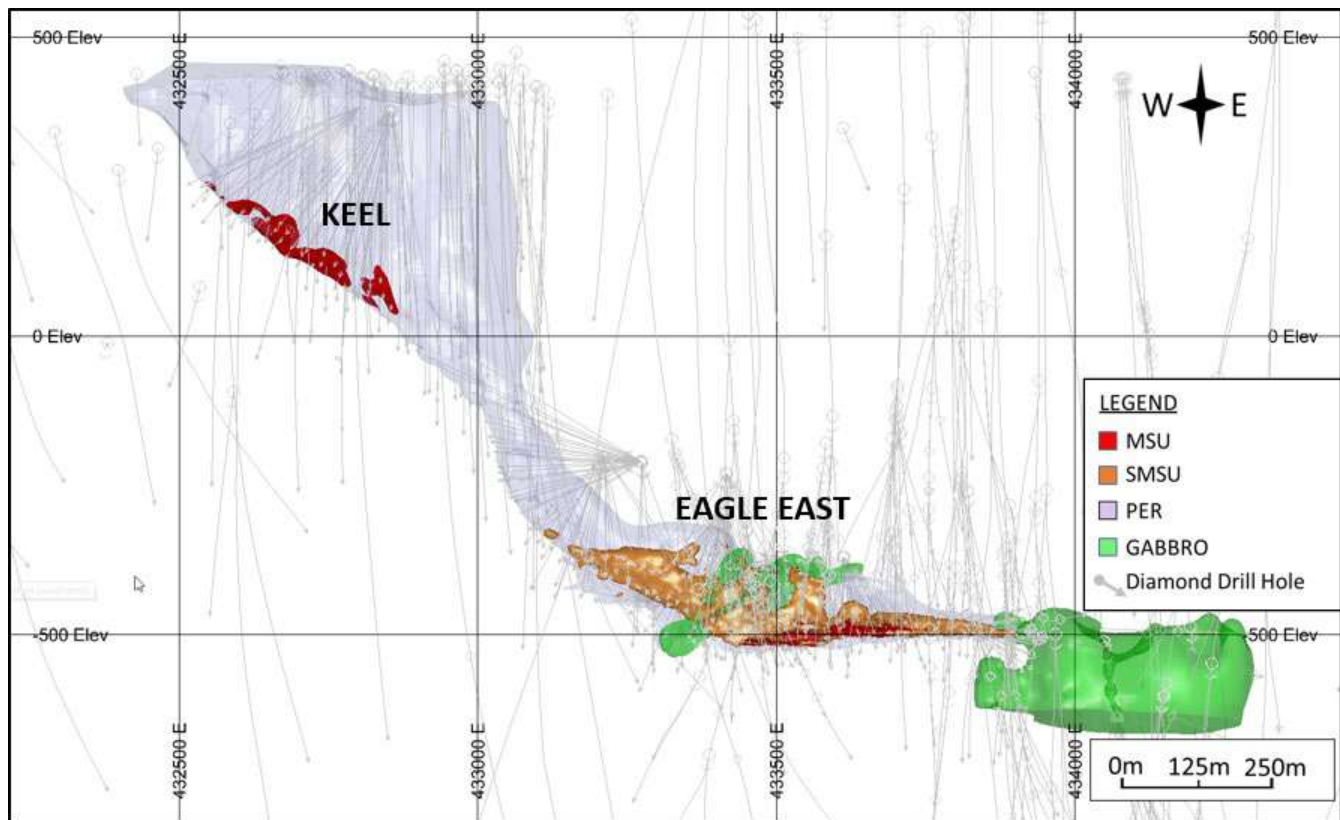 500 Elev
500 Elev
432500 E
433000 E
433500 E
434000 E
W E
KEEL
0 Elev
0 Elev
LEGEND
MSU
SMSU
PER
GABBRO
Diamond Drill Hole
EAGLE EAST
-500 Elev
-500 Elev
432500 E
433000 E
433500 E
434000 E
0m 125m 250m